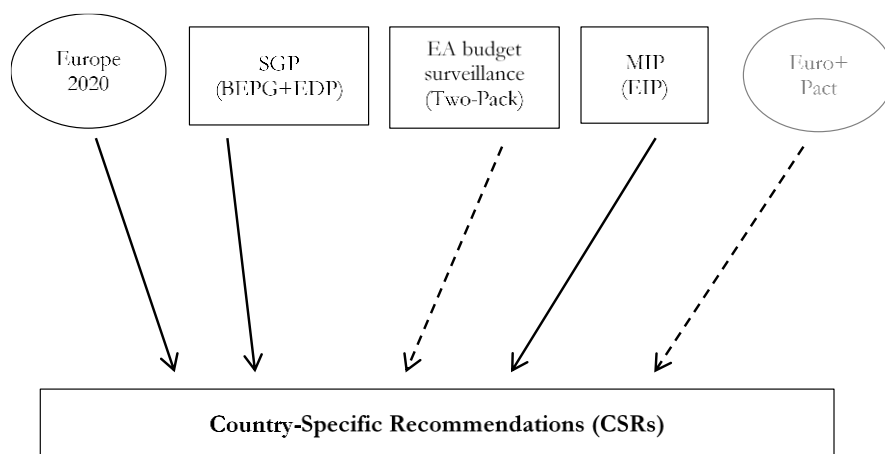 Europe
2020
SGP
(BEPG+EDP)
EA budget
surveillance
(Two-Pack)
MIP
(EIP)
Euro+
Pact
Country-Specific Recommendations (CSRs)